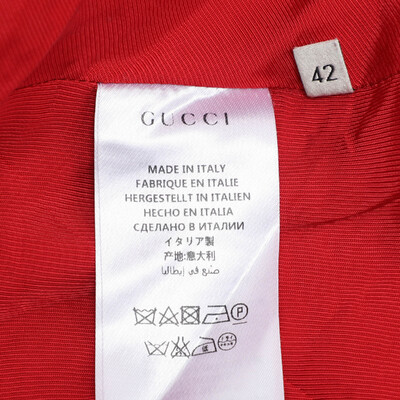 42
GUCCI
MADE IN ITALY
FABRIQUE EN ITALIE
HERGESTELLT IN ITALIEN
HECHO EN ITALIA
СДЕЛАНО В ИТАЛИИ
イタリア製
产地:意大利
صنع في إيطاليا